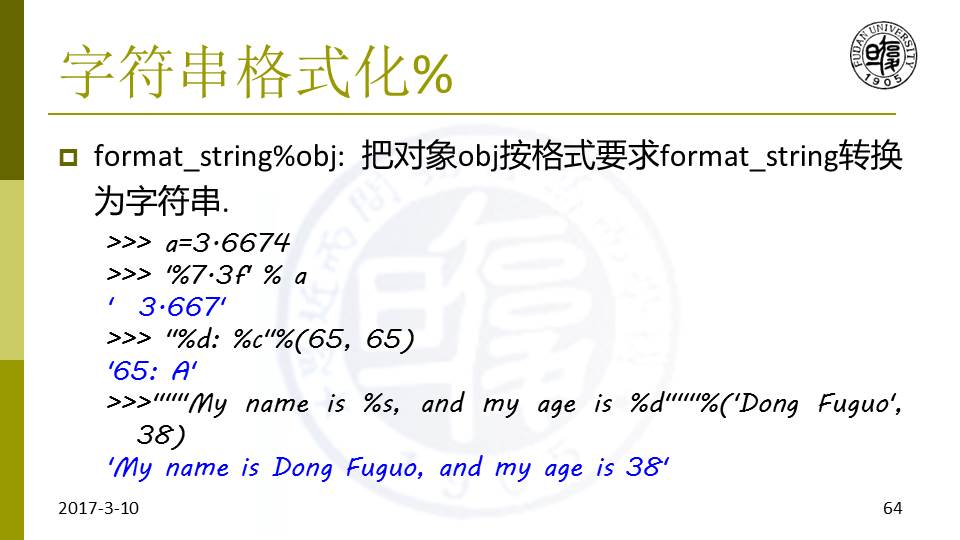 字符串格式化%
FUDAN UNIVERSITY
1905
format_string%obj: 把对象obj按格式要求format_string转换
为字符串.
>>> a=3.6674
>>> '%7.3f' % a
'  3.667'
>>> "%d: %c"%(65, 65)
'65: A'
>>>"""My name is %s, and my age is %d"""%('Dong Fuguo',
38)
'My name is Dong Fuguo, and my age is 38'
2017-3-10
64